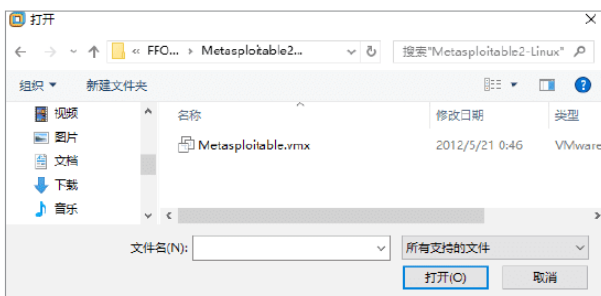 打开
« FFO... › Metasploitable2...
搜索"Metasploitable2-Linux"
组织
新建文件夹
视频
图片
文档
下载
音乐
名称
修改日期
类型
Metasploitable.vmx
2012/5/21 0:46
VMware
文件名(N):
所有支持的文件
打开(O)
取消